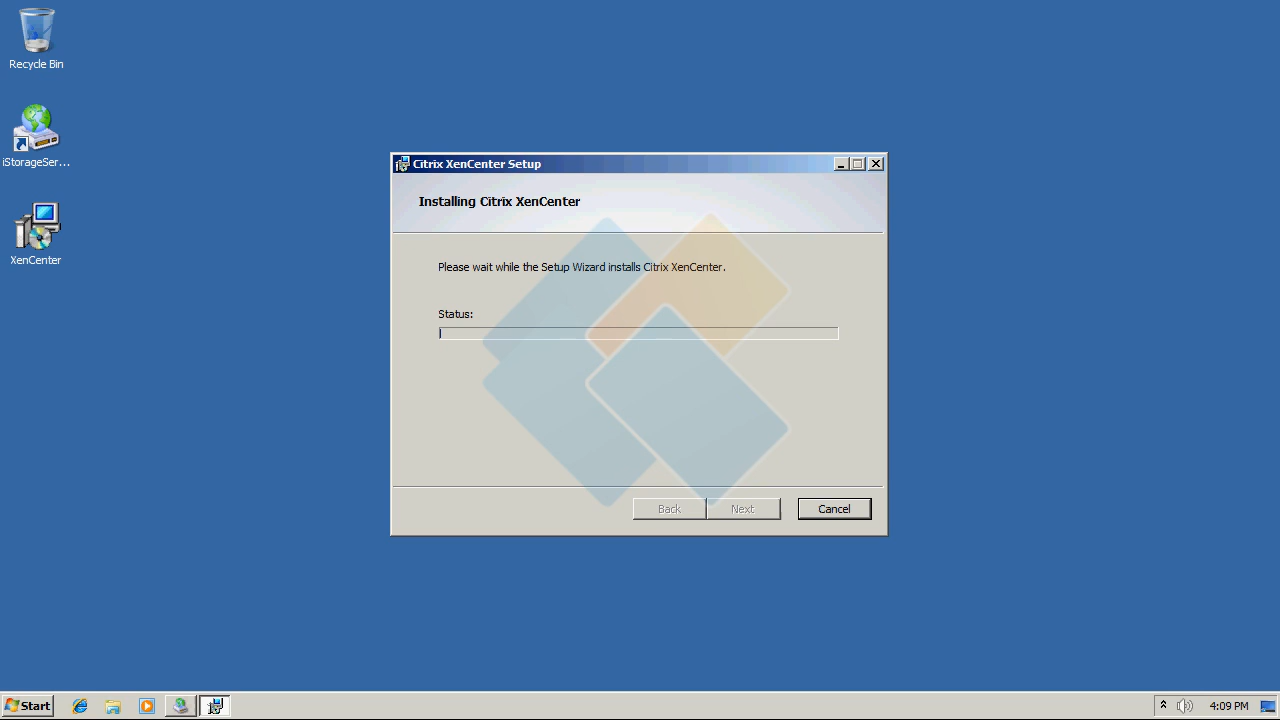 Recycle Bin
iStorageSer...
XenCenter
Citrix XenCenter Setup
Installing Citrix XenCenter
Please wait while the Setup Wizard installs Citrix XenCenter.
Status:
Back
Next
Cancel
Start
4:09 PM